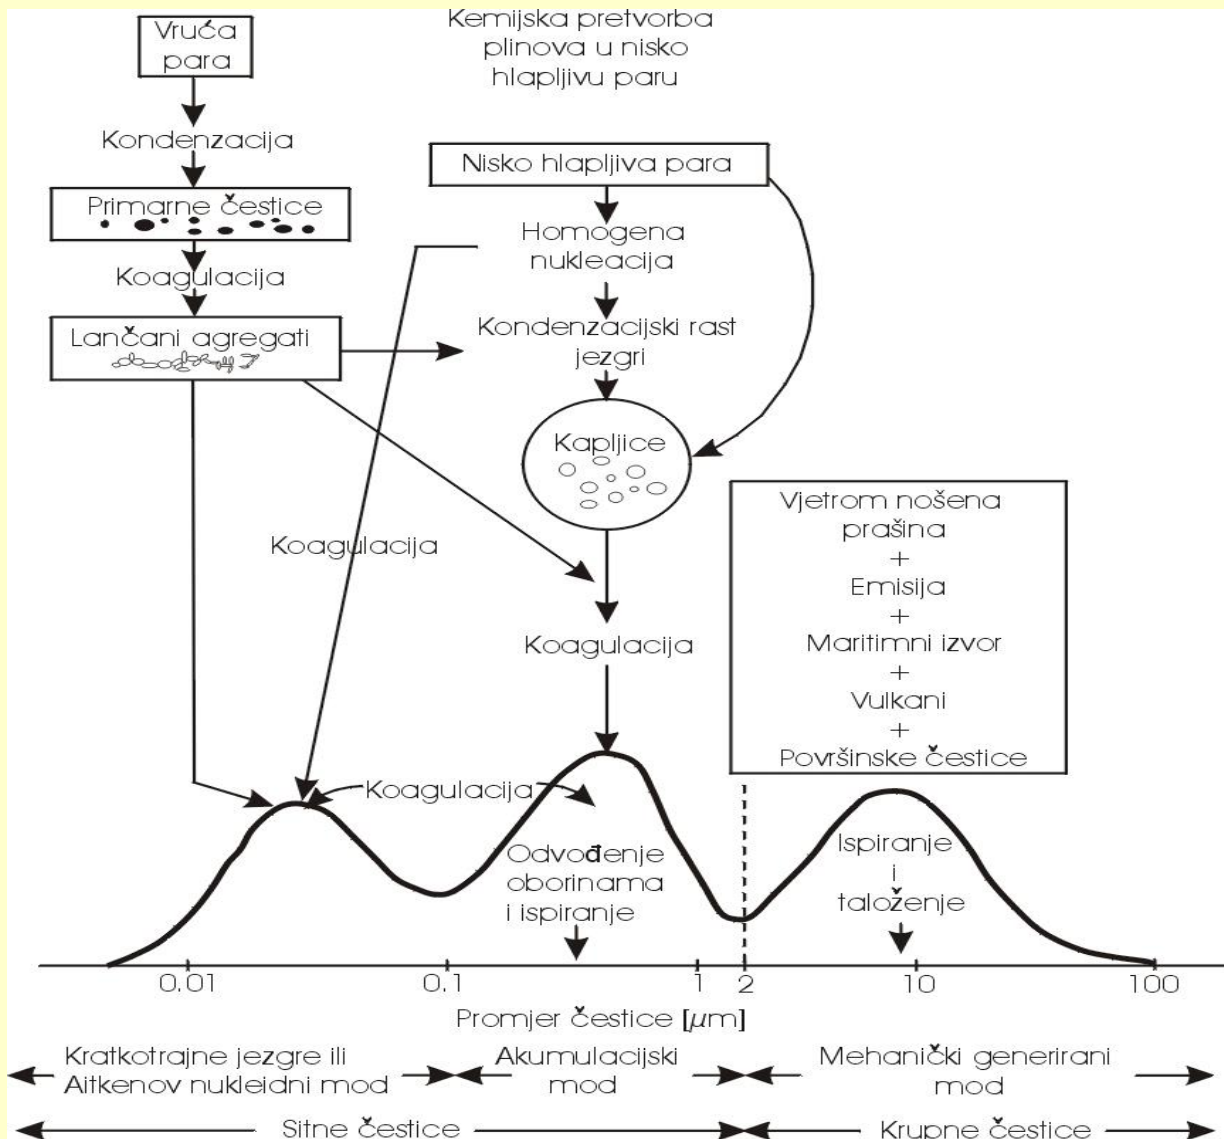 Vruća
para
Kemijska pretvorba
plinova u nisko
hlapljivu paru
Kondenzacija
Nisko hlapljiva para
Primarne čestice
Homogena
nukleacija
Koagulacija
Lančani agregati
Kondenzacijski rast
jezgri
Kapljice
Vjetrom nošena
prašina
+
Emisija
+
Maritimni izvor
+
Vulkani
+
Površinske čestice
Koagulacija
Koagulacija
Koagulacija
Odvođenje
oborinama
i ispiranje
Ispiranje
i
taloženje
0.01 0.1 1 2 10 100
Promjer čestice [μm]
Kratkotrajne jezgre ili
Aitkenov nukleidni mod
Akumulacijski
mod
Mehanički generirani
mod
Sitne čestice
Krupne čestice